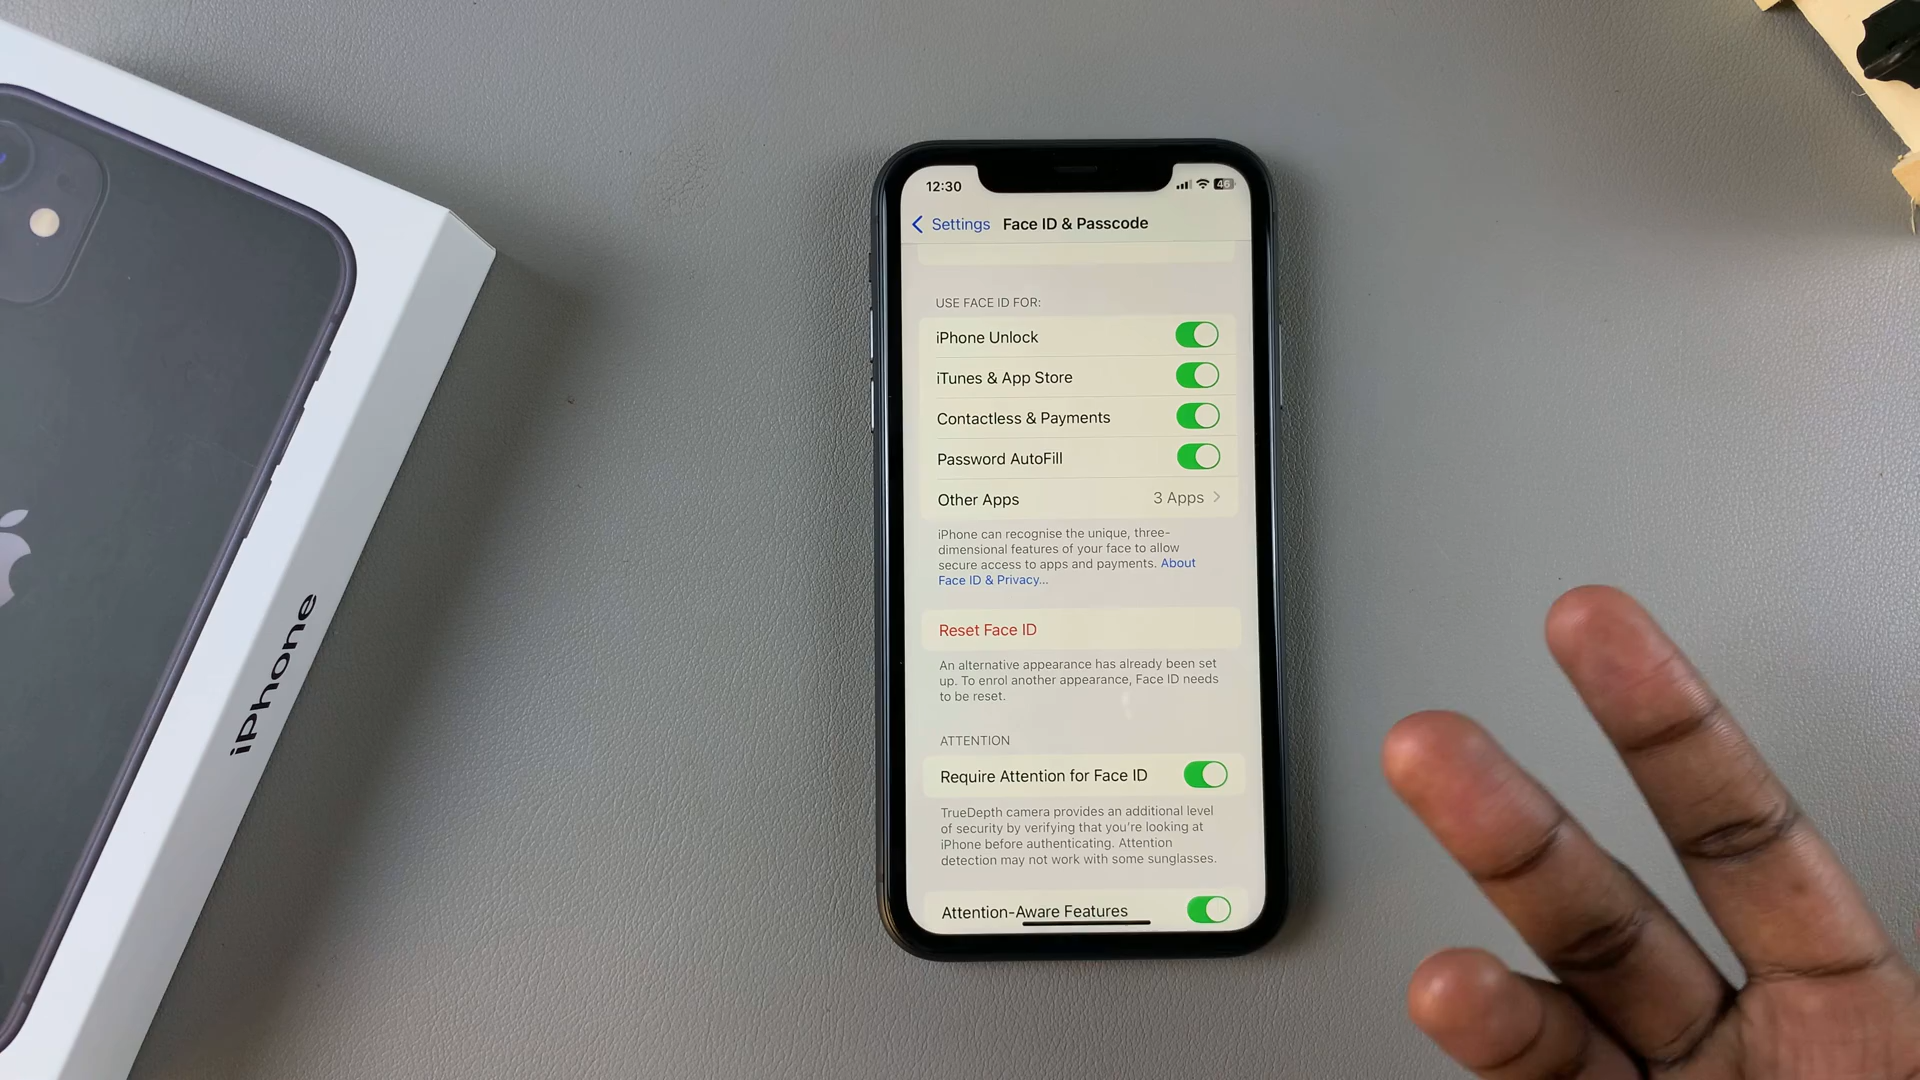 12:30
46
Settings
Face ID & Passcode
USE FACE ID FOR:
iPhone Unlock
iTunes & App Store
Contactless & Payments
Password AutoFill
Other Apps
3 Apps
iPhone can recognise the unique, three-
dimensional features of your face to allow
secure access to apps and payments. About
Face ID & Privacy...
Reset Face ID
An alternative appearance has already been set
up. To enrol another appearance, Face ID needs
to be reset.
ATTENTION
Require Attention for Face ID
TrueDepth camera provides an additional level
of security by verifying that you're looking at
iPhone before authenticating. Attention
detection may not work with some sunglasses.
Attention-Aware Features
iPhone